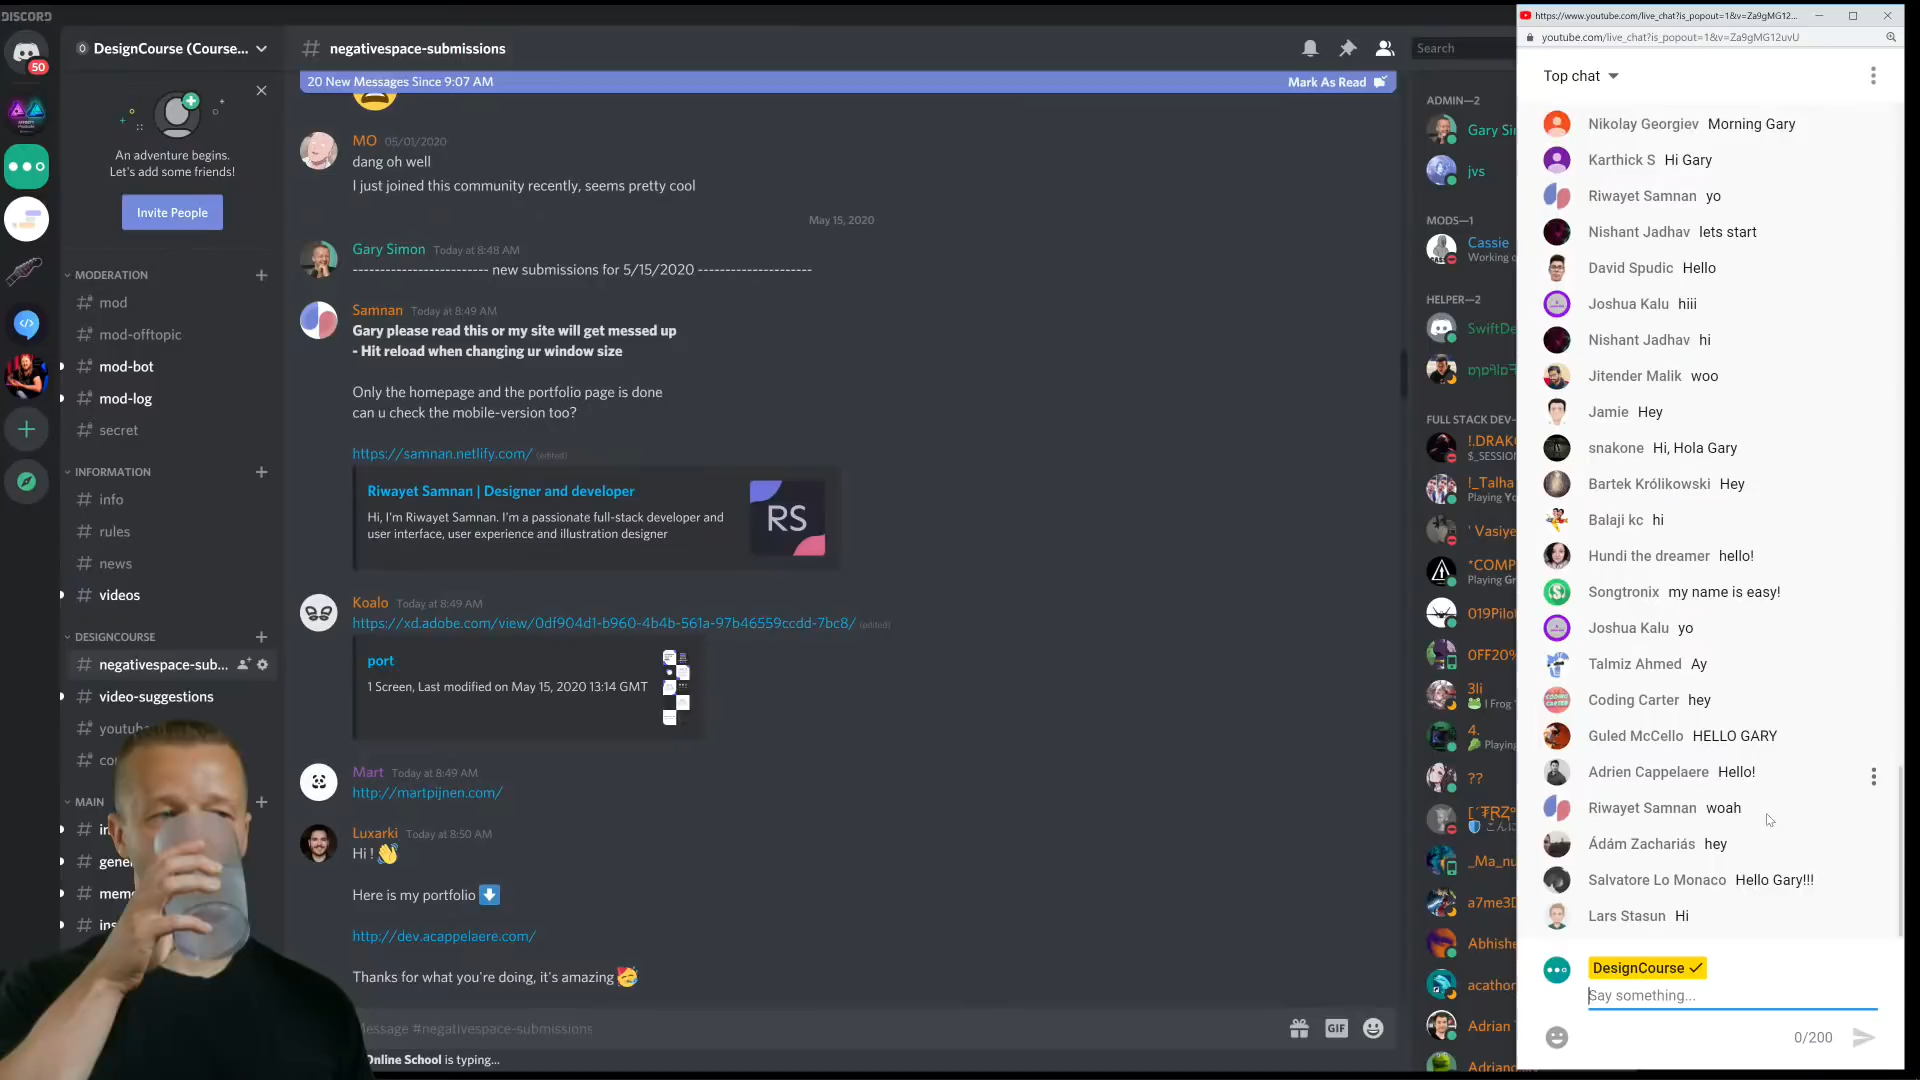 DISCORD
50
DesignCourse (Course...
An adventure begins.
Let's add some friends!
Invite People
MODERATION
mod
mod-offtopic
mod-bot
mod-log
secret
INFORMATION
info
rules
news
videos
DESIGNCOURSE
negativespace-sub...
video-suggestions
youtub
co
MAIN
gene
meme
# negativespace-submissions
Search
20 New Messages Since 9:07 AM
Mark As Read
MO 05/01/2020
dang oh well
I just joined this community recently, seems pretty cool
May 15, 2020
Gary Simon Today at 8:48 AM
------------------------- new submissions for 5/15/2020 ---------------------
Samnan Today at 8:49 AM
Gary please read this or my site will get messed up
- Hit reload when changing ur window size
Only the homepage and the portfolio page is done
can u check the mobile-version too?
https://samnan.netlify.com/ (edited)
Riwayet Samnan | Designer and developer
Hi, I'm Riwayet Samnan. I'm a passionate full-stack developer and
user interface, user experience and illustration designer
RS
Koalo Today at 8:49 AM
https://xd.adobe.com/view/0df904d1-b960-4b4b-561a-97b46559ccdd-7bc8/ (edited)
port
1 Screen, Last modified on May 15, 2020 13:14 GMT
Mart Today at 8:49 AM
http://martpijnen.com/
Luxarki Today at 8:50 AM
Hi !
Here is my portfolio
http://dev.acappelaere.com/
Thanks for what you're doing, it's amazing
essage #negativespace-submissions
GIF
Online School is typing...
ADMIN—2
Gary Si
jvs
MODS—1
Cassie
Working o
HELPER—2
SwiftDe
FULL STACK DEV—
!.DRAK
$_SESSION
!_Talha
Playing Yo
' Vasiye
*COMP
Playing Gr
019Pilot
0FF20%
3li
I Frog
4.
Playing
??
_Ma_nu
a7me3D
Abhishe
acathor
Adrian
Adriano
https://www.youtube.com/live_chat?is_popout=1&v=Za9gMG12...
youtube.com/live_chat?is_popout=1&v=Za9gMG12uvU
Top chat
Nikolay Georgiev Morning Gary
Karthick S Hi Gary
Riwayet Samnan yo
Nishant Jadhav lets start
David Spudic Hello
Joshua Kalu hiii
Nishant Jadhav hi
Jitender Malik woo
Jamie Hey
snakone Hi, Hola Gary
Bartek Królikowski Hey
Balaji kc hi
Hundi the dreamer hello!
Songtronix my name is easy!
Joshua Kalu yo
Talmiz Ahmed Ay
Coding Carter hey
Guled McCello HELLO GARY
Adrien Cappelaere Hello!
Riwayet Samnan woah
Ádám Zachariás hey
Salvatore Lo Monaco Hello Gary!!!
Lars Stasun Hi
DesignCourse
Say something...
0/200